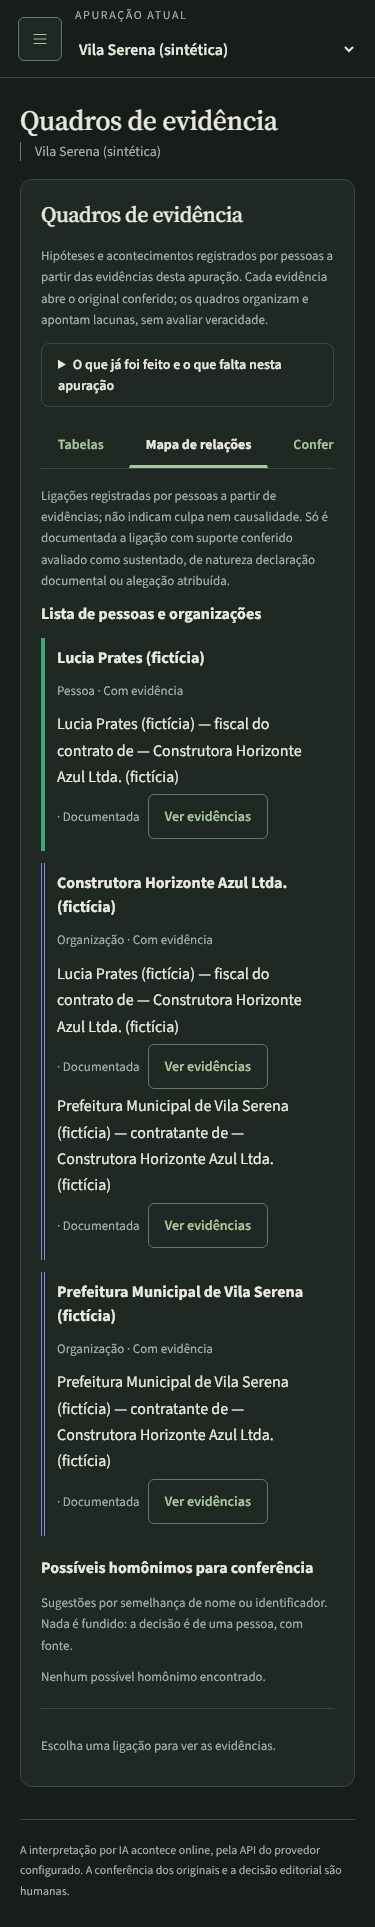 APURAÇÃO ATUAL
Vila Serena (sintética)
Quadros de evidência
Vila Serena (sintética)
Quadros de evidência
Hipóteses e acontecimentos registrados por pessoas a
partir das evidências desta apuração. Cada evidência
abre o original conferido; os quadros organizam e
apontam lacunas, sem avaliar veracidade.
O que já foi feito e o que falta nesta
apuração
Tabelas
Mapa de relações
Confer
Ligações registradas por pessoas a partir de
evidências; não indicam culpa nem causalidade. Só é
documentada a ligação com suporte conferido
avaliado como sustentado, de natureza declaração
documental ou alegação atribuída.
Lista de pessoas e organizações
Lucia Prates (fictícia)
Pessoa · Com evidência
Lucia Prates (fictícia) — fiscal do
contrato de — Construtora Horizonte
Azul Ltda. (fictícia)
· Documentada Ver evidências
Construtora Horizonte Azul Ltda.
(fictícia)
Organização · Com evidência
Lucia Prates (fictícia) — fiscal do
contrato de — Construtora Horizonte
Azul Ltda. (fictícia)
· Documentada Ver evidências
Prefeitura Municipal de Vila Serena
(fictícia) — contratante de —
Construtora Horizonte Azul Ltda.
(fictícia)
· Documentada Ver evidências
Prefeitura Municipal de Vila Serena
(fictícia)
Organização · Com evidência
Prefeitura Municipal de Vila Serena
(fictícia) — contratante de —
Construtora Horizonte Azul Ltda.
(fictícia)
· Documentada Ver evidências
Possíveis homônimos para conferência
Sugestões por semelhança de nome ou identificador.
Nada é fundido: a decisão é de uma pessoa, com
fonte.
Nenhum possível homônimo encontrado.
Escolha uma ligação para ver as evidências.
A interpretação por IA acontece online, pela API do provedor
configurado. A conferência dos originais e a decisão editorial são
humanas.